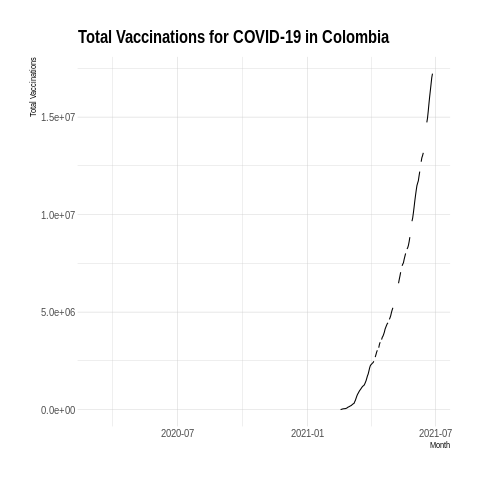 Total Vaccinations for COVID-19 in Colombia
Total Vaccinations
1.5e+07
1.0e+07
5.0e+06
0.0e+00
2020-07
2021-01
2021-07
Month